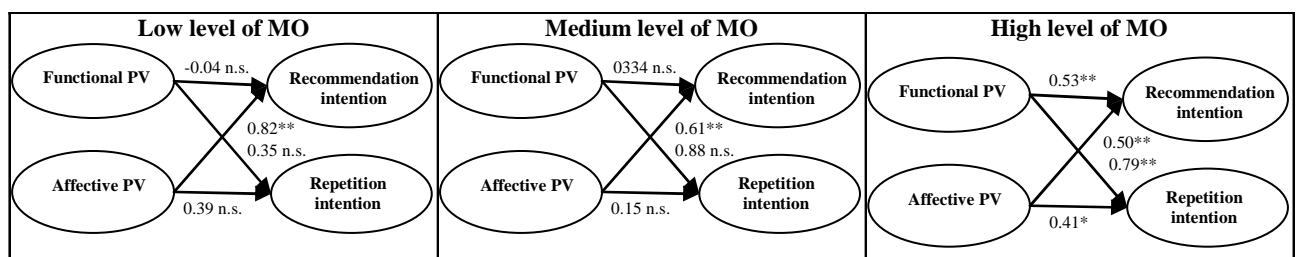 Low level of MO
Functional PV
-0.04 n.s.
Recommendation
intention
0.82**
0.35 n.s.
Affective PV
0.39 n.s.
Repetition
intention
Medium level of MO
Functional PV
0334 n.s.
Recommendation
intention
0.61**
0.88 n.s.
Affective PV
0.15 n.s.
Repetition
intention
High level of MO
Functional PV
0.53**
Recommendation
intention
0.50**
0.79**
Affective PV
0.41*
Repetition
intention